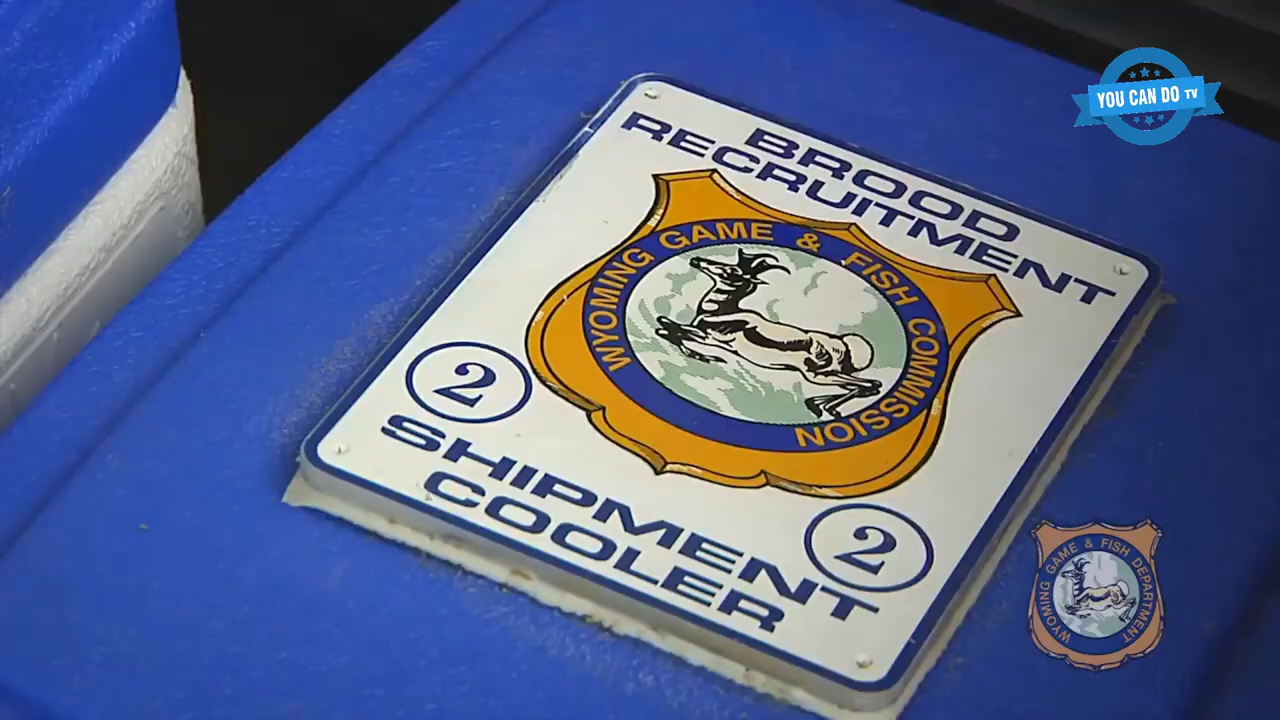 YOU CAN DO TV
BROOD
RECRUITMENT
WYOMING GAME & FISH COMMISSION
2
SHIPMENT
COOLER
2
WYOMING GAME & FISH DEPARTMENT